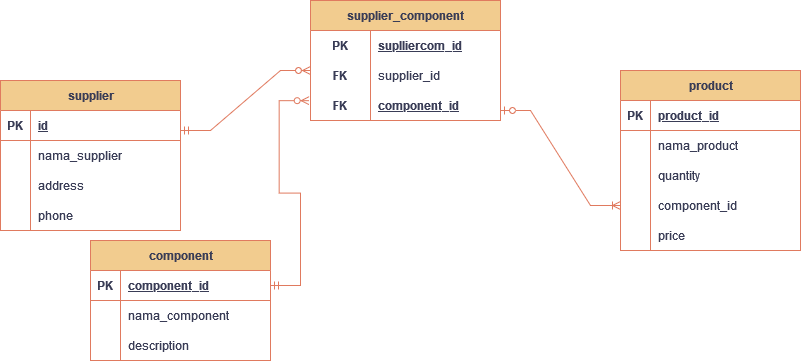 supplier_component
PK suplliercom_id
FK supplier_id
FK component_id
supplier
PK id
nama_supplier
address
phone
product
PK product_id
nama_product
quantity
component_id
price
component
PK component_id
nama_component
description